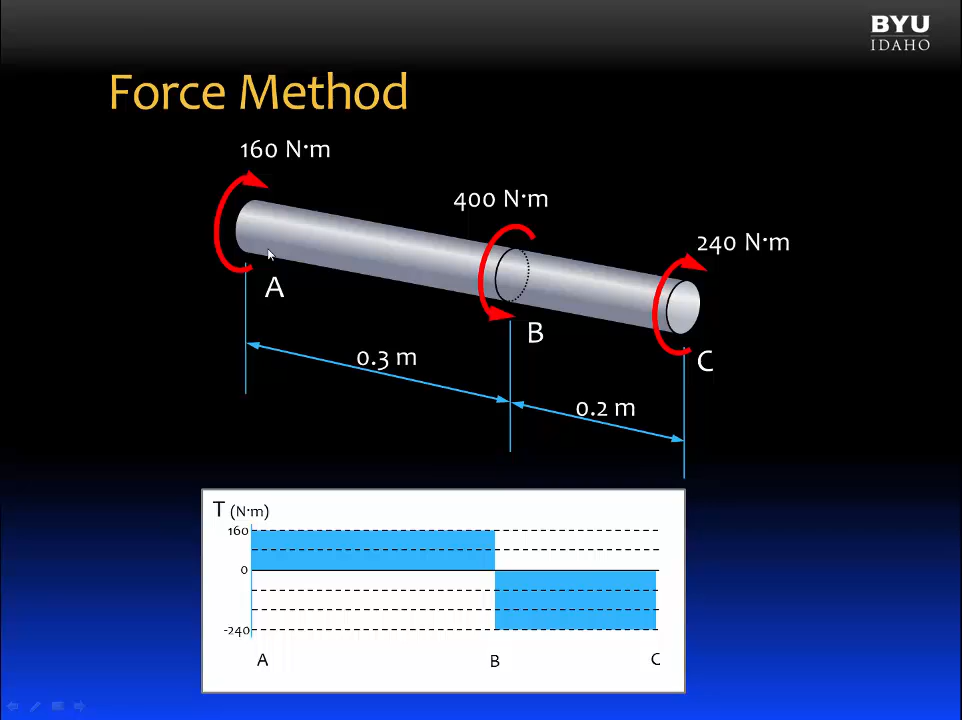 BYU
IDAHO
Force Method
160 N·m
400 N·m
240 N·m
A
B
C
0.3 m
0.2 m
T (N·m)
160
0
-240
A
B
C